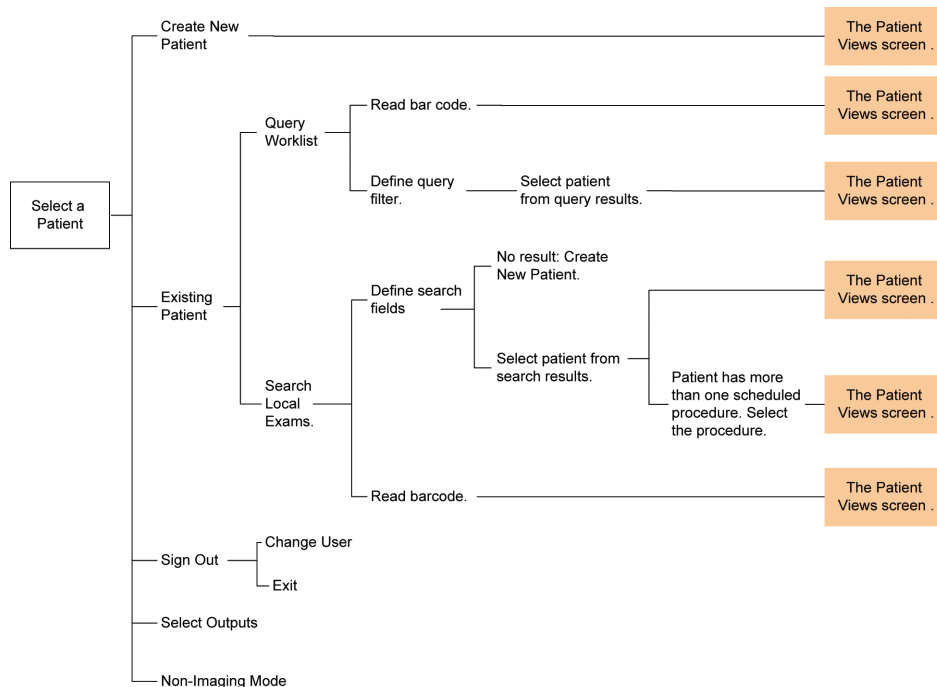 Create New
Patient
The Patient
Views screen .
Query
Worklist
Read bar code.
The Patient
Views screen .
Define query
filter.
Select patient
from query results.
The Patient
Views screen .
Select a
Patient
Existing
Patient
Search
Local
Exams.
Define search
fields
No result: Create
New Patient.
Select patient from
search results.
The Patient
Views screen .
Patient has more
than one scheduled
procedure. Select
the procedure.
The Patient
Views screen .
Read barcode.
The Patient
Views screen .
Sign Out
Change User
Exit
Select Outputs
Non-Imaging Mode